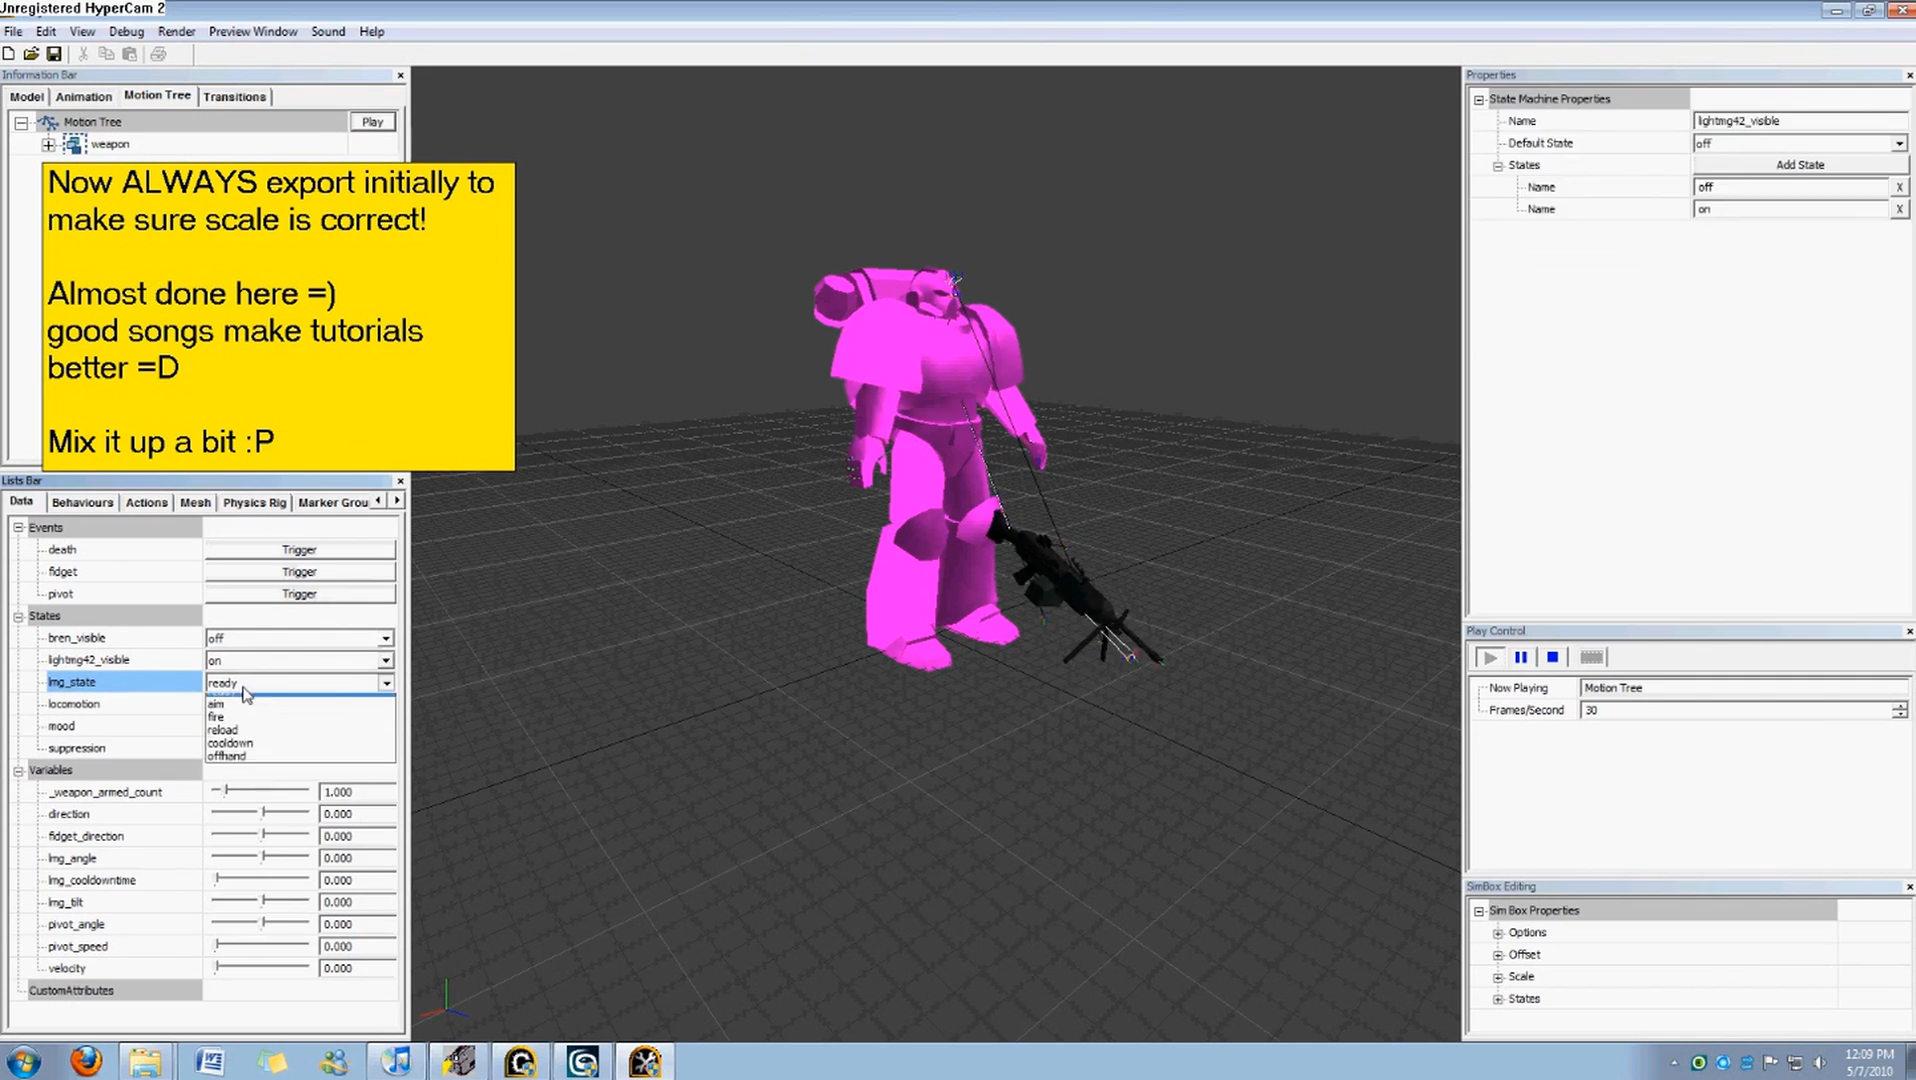 Unregistered HyperCam 2
File Edit View Debug Render Preview Window Sound Help
Information Bar
Model Animation Motion Tree Transitions
Motion Tree Play
weapon
Now ALWAYS export initially to
make sure scale is correct!
Almost done here =)
good songs make tutorials
better =D
Mix it up a bit :P
Lists Bar
Data Behaviours Actions Mesh Physics Rig Marker Grou
Events
death Trigger
fidget Trigger
pivot Trigger
States
bren_visible off
lightmg42_visible on
lmg_state ready
locomotion
mood
suppression
aim
fire
reload
cooldown
offhand
Variables
_weapon_armed_count 1.000
direction 0.000
fidget_direction 0.000
lmg_angle 0.000
lmg_cooldowntime 0.000
lmg_tilt 0.000
pivot_angle 0.000
pivot_speed 0.000
velocity 0.000
CustomAttributes
Properties
State Machine Properties
Name lightmg42_visible
Default State off
States Add State
Name off X
Name on X
Play Control
Now Playing Motion Tree
Frames/Second 30
SimBox Editing
Sim Box Properties
Options
Offset
Scale
States
12:09 PM
5/7/2010